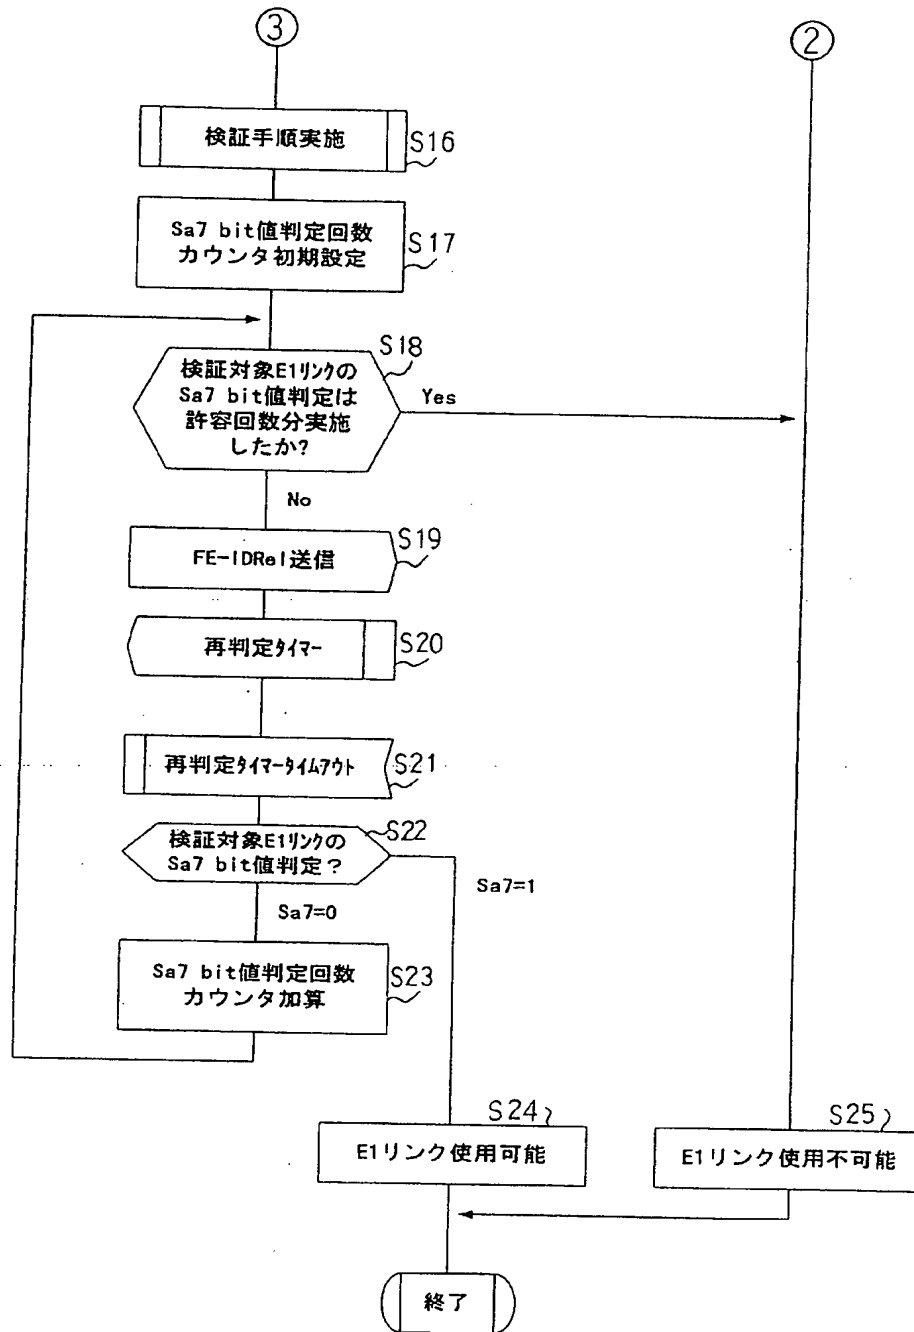 ③
②
検証手順実施
S16
Sa7 bit値判定回数
カウンタ初期設定
S17
S18
検証対象E1リンクの
Sa7 bit値判定は
許容回数分実施
したか?
Yes
No
FE-IDRel送信
S19
再判定タイマー
S20
再判定タイマータイムアウト
S21
S22
検証対象E1リンクの
Sa7 bit値判定？
Sa7=1
Sa7=0
Sa7 bit値判定回数
カウンタ加算
S23
S24
E1リンク使用可能
S25
E1リンク使用不可能
終了